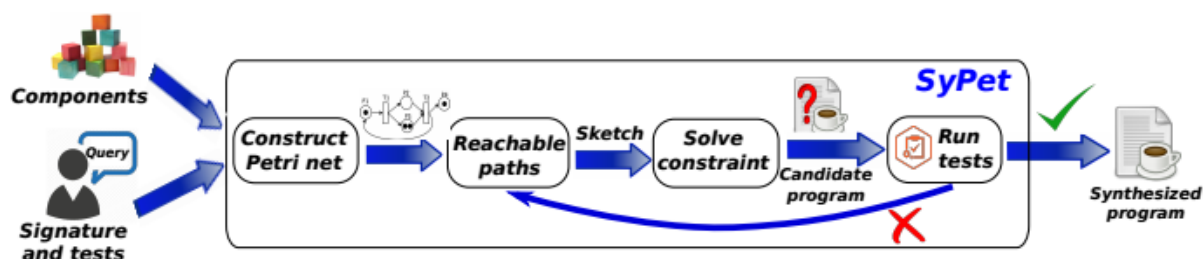 Components
Query
Signature
and tests
SyPet
Construct
Petri net
Reachable
paths
Sketch
Solve
constraint
?
Candidate
program
Run
tests
Synthesized
program